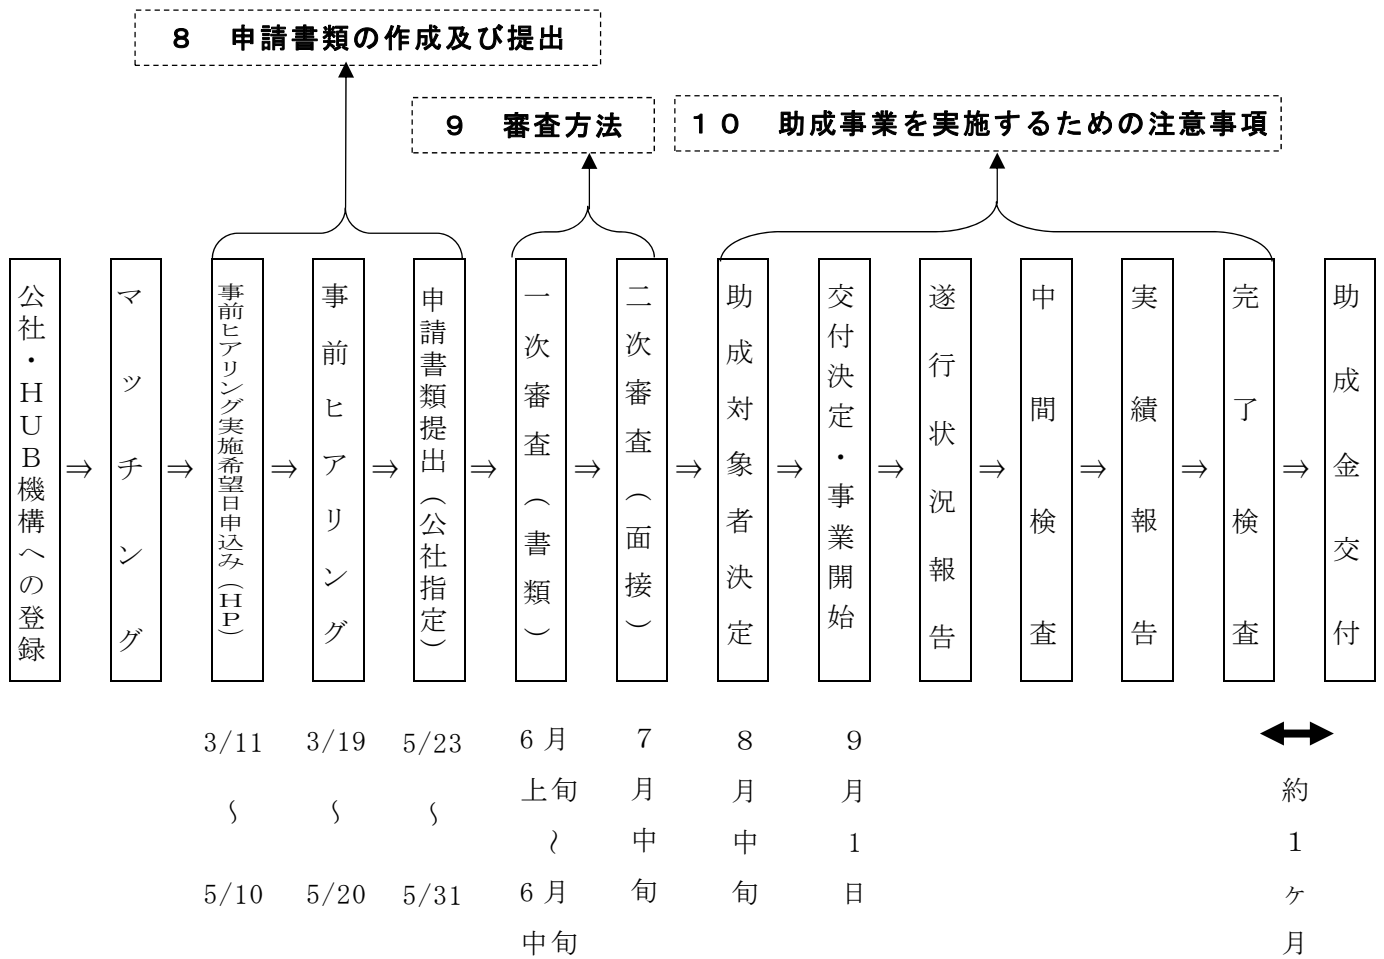 ８　申請書類の作成及び提出
９　審査方法
１０　助成事業を実施するための注意事項
公社・ＨＵＢ機構への登録
⇒
マッチング
⇒
事前ヒアリング実施希望日申込み（ＨＰ）
⇒
事前ヒアリング
⇒
申請書類提出（公社指定）
⇒
一次審査（書類）
⇒
二次審査（面接）
⇒
助成対象者決定
⇒
交付決定・事業開始
⇒
遂行状況報告
⇒
中間検査
⇒
実績報告
⇒
完了検査
⇒
助成金交付
3/11
～
5/10
3/19
～
5/20
5/23
～
5/31
6月
上旬
～
6月
中旬
７月中旬
８月中旬
９月１日
約１ヶ月